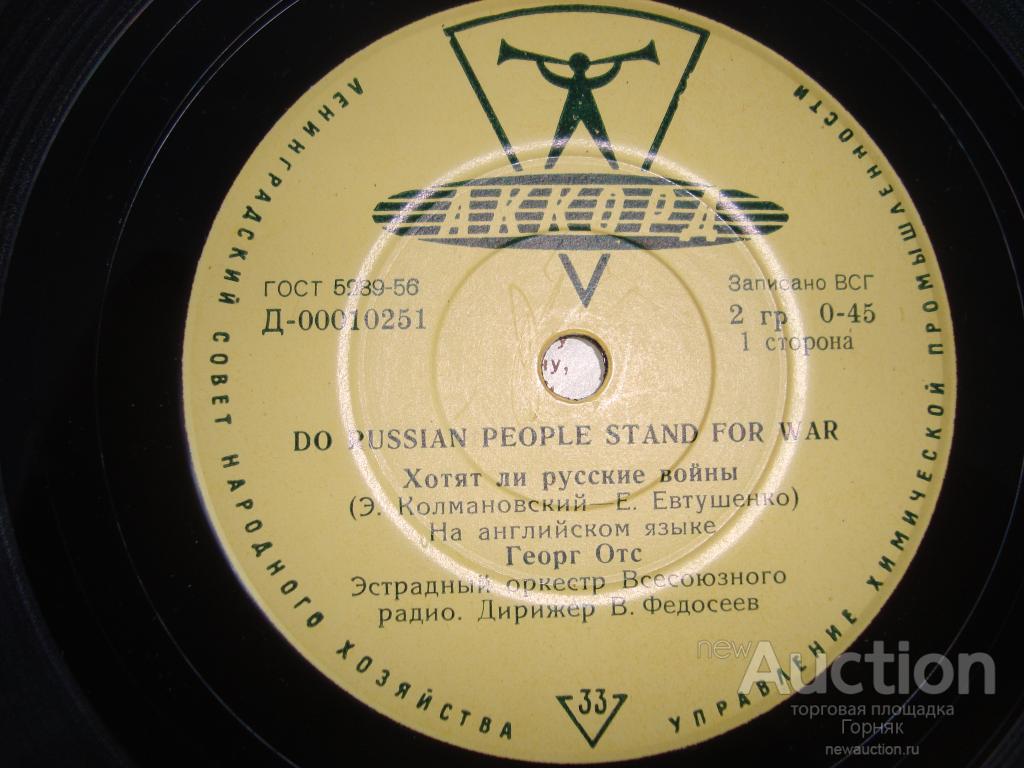 ЛЕНИНГРАДСКИЙ СОВЕТ НАРОДНОГО ХОЗЯЙСТВА
УПРАВЛЕНИЕ ХИМИЧЕСКОЙ ПРОМЫШЛЕННОСТИ
АККОРД
ГОСТ 5289-56
Д-00010251
Записано ВСГ
2 гр 0-45
1 сторона
DO RUSSIAN PEOPLE STAND FOR WAR
Хотят ли русские войны
(Э. Колмановский—Е. Евтушенко)
На английском языке
Георг Отс
Эстрадный оркестр Всесоюзного
радио. Дирижер В. Федосеев
33
newAuction
торговая площадка
Горняк
newauction.ru